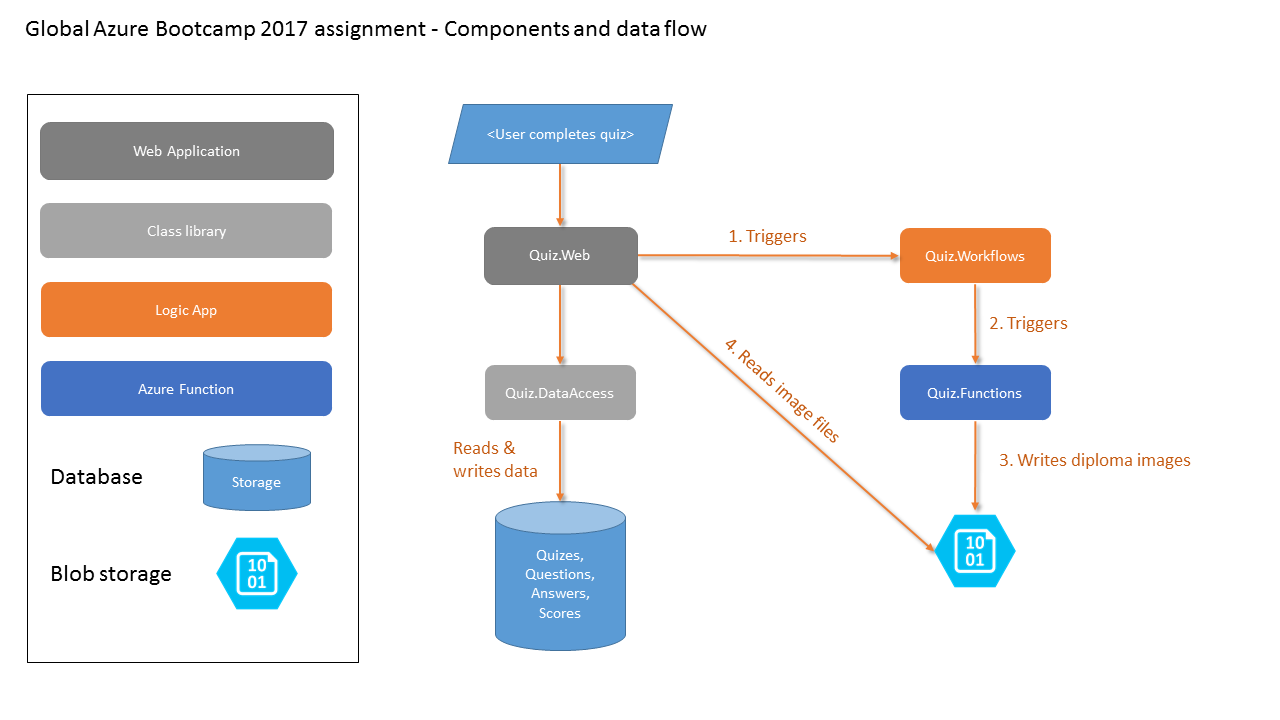 Global Azure Bootcamp 2017 assignment - Components and data flow
Web Application
Class library
Logic App
Azure Function
Database
Storage
Blob storage
10
01
<User completes quiz>
Quiz.Web
1. Triggers
Quiz.Workflows
2. Triggers
4. Reads image files
Quiz.DataAccess
Quiz.Functions
Reads &
writes data
3. Writes diploma images
Quizes,
Questions,
Answers,
Scores
10
01